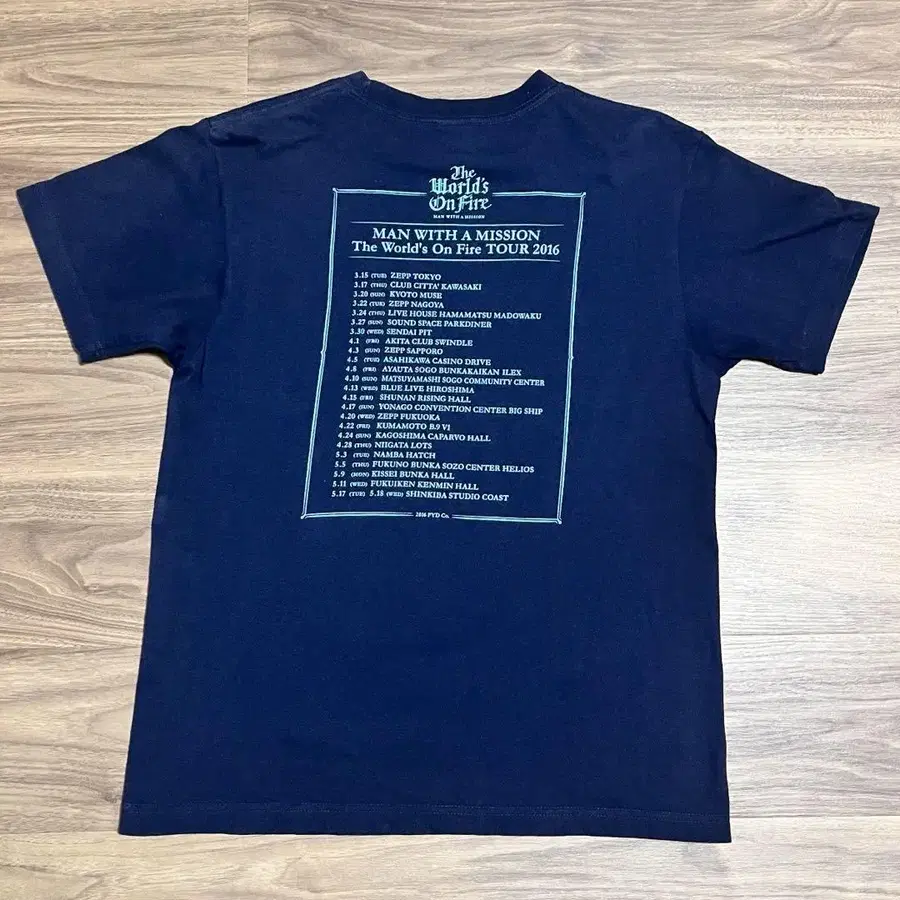 The
World's
On Fire
MAN WITH A MISSION
MAN WITH A MISSION
The World's On Fire TOUR 2016
3.15 (TUE) ZEPP TOKYO
3.17 (THU) CLUB CITTA' KAWASAKI
3.20 (SUN) KYOTO MUSE
3.22 (TUE) ZEPP NAGOYA
3.24 (THU) LIVE HOUSE HAMAMATSU MADOWAKU
3.27 (SUN) SOUND SPACE PARKDINER
3.30 (WED) SENDAI PIT
4.1 (FRI) AKITA CLUB SWINDLE
4.3 (SUN) ZEPP SAPPORO
4.5 (TUE) ASAHIKAWA CASINO DRIVE
4.8 (FRI) AYAUTA SOGO BUNKAKAIKAN ILEX
4.10 (SUN) MATSUYAMASHI SOGO COMMUNITY CENTER
4.13 (WED) BLUE LIVE HIROSHIMA
4.15 (FRI) SHUNAN RISING HALL
4.17 (SUN) YONAGO CONVENTION CENTER BIG SHIP
4.20 (WED) ZEPP FUKUOKA
4.22 (FRI) KUMAMOTO B.9 V1
4.24 (SUN) KAGOSHIMA CAPARVO HALL
4.28 (THU) NIIGATA LOTS
5.3 (TUE) NAMBA HATCH
5.5 (THU) FUKUNO BUNKA SOZO CENTER HELIOS
5.9 (MON) KISSEI BUNKA HALL
5.11 (WED) FUKUIKEN KENMIN HALL
5.17 (TUE) 5.18 (WED) SHINKIBA STUDIO COAST
2016 PYD Co.